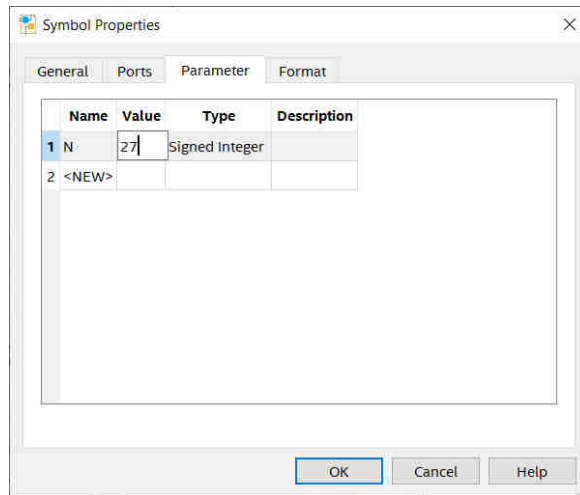 Symbol Properties
General Ports Parameter Format
Name Value Type Description
1 N 27 Signed Integer
2 <NEW>
OK Cancel Help